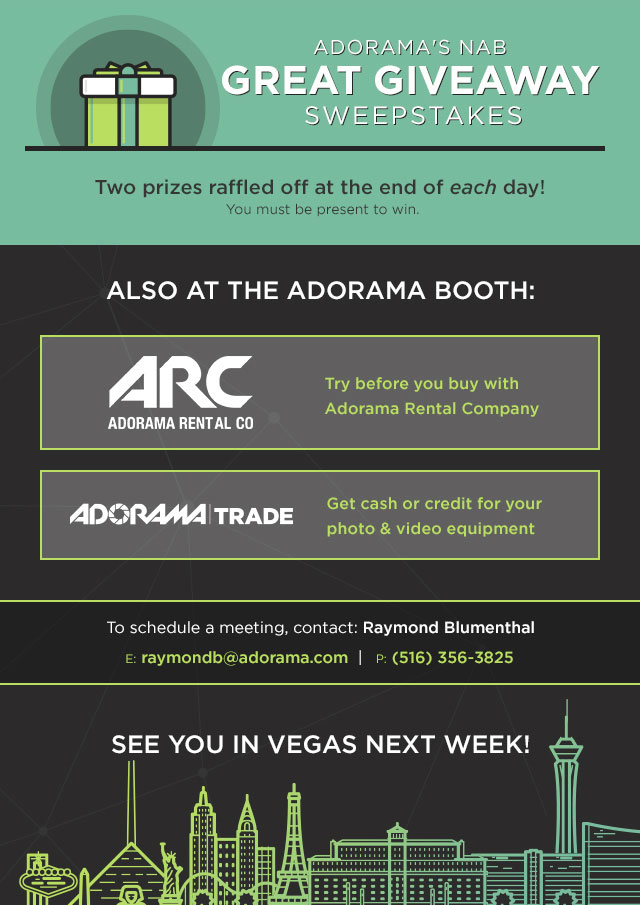 ADORAMA'S NAB
GREAT GIVEAWAY
SWEEPSTAKES
Two prizes raffled off at the end of each day!
You must be present to win.
ALSO AT THE ADORAMA BOOTH:
ARC
ADORAMA RENTAL CO
Try before you buy with
Adorama Rental Company
ADORAMA | TRADE
Get cash or credit for your
photo & video equipment
To schedule a meeting, contact: Raymond Blumenthal
E: raymondb@adorama.com | P: (516) 356-3825
SEE YOU IN VEGAS NEXT WEEK!